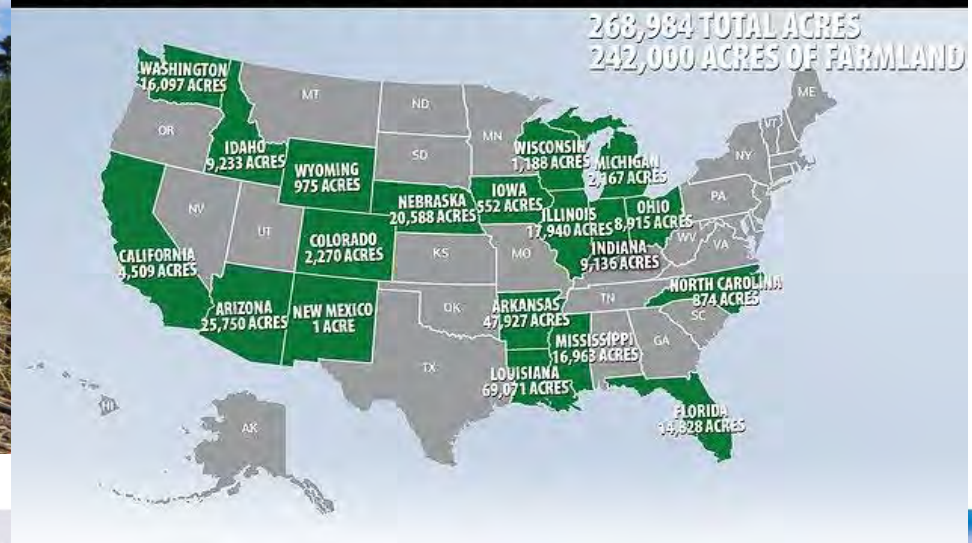 268,984 TOTAL ACRES
242,000 ACRES OF FARMLAND
WASHINGTON
16,097 ACRES
MT
ND
MN
ME
VT
OR
IDAHO
9,233 ACRES
WYOMING
975 ACRES
SD
WISCONSIN
1,188 ACRES
MICHIGAN
2,167 ACRES
NY
PA
NEBRASKA
20,588 ACRES
IOWA
552 ACRES
ILLINOIS
17,940 ACRES
OHIO
8,915 ACRES
INDIANA
9,136 ACRES
WV
VA
NV
UT
COLORADO
2,270 ACRES
KS
MO
CALIFORNIA
4,509 ACRES
ARIZONA
25,750 ACRES
NEW MEXICO
1 ACRE
OK
ARKANSAS
47,927 ACRES
TN
NORTH CAROLINA
874 ACRES
SC
GA
MISSISSIPPI
16,963 ACRES
TX
LOUISIANA
69,071 ACRES
FLORIDA
14,828 ACRES
HI
AK